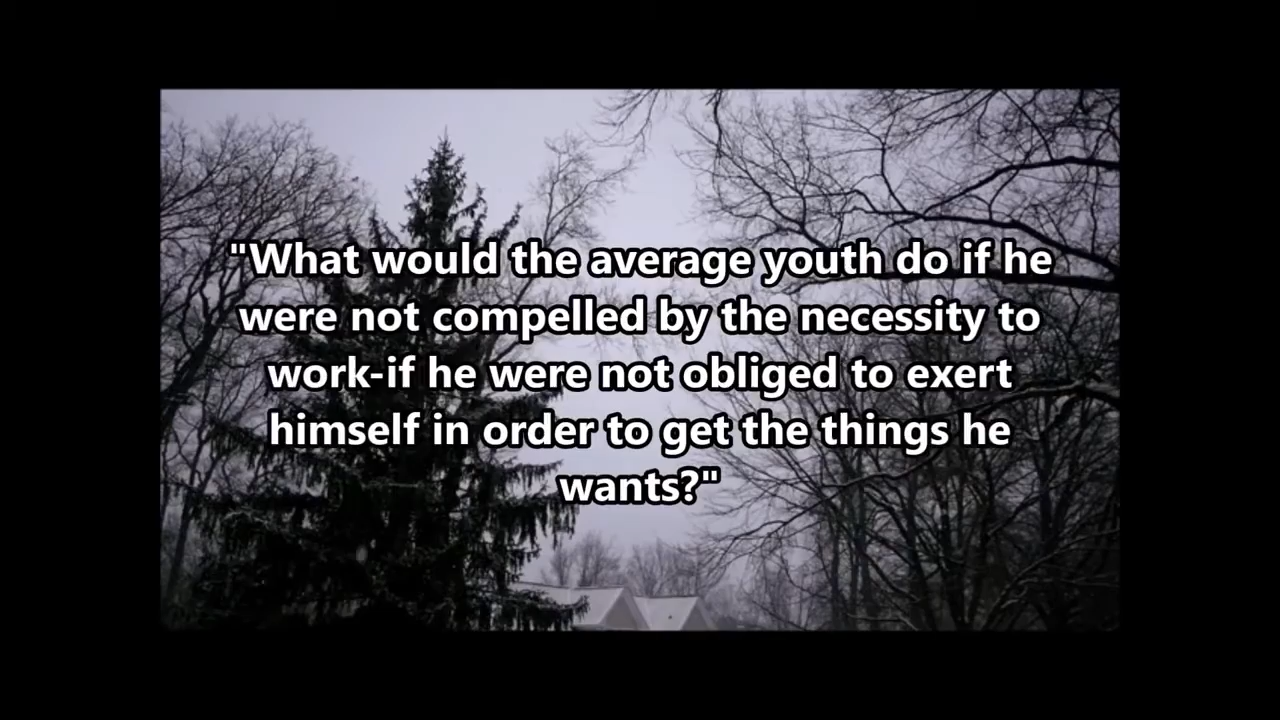 "What would the average youth do if he
were not compelled by the necessity to
work-if he were not obliged to exert
himself in order to get the things he
wants?"